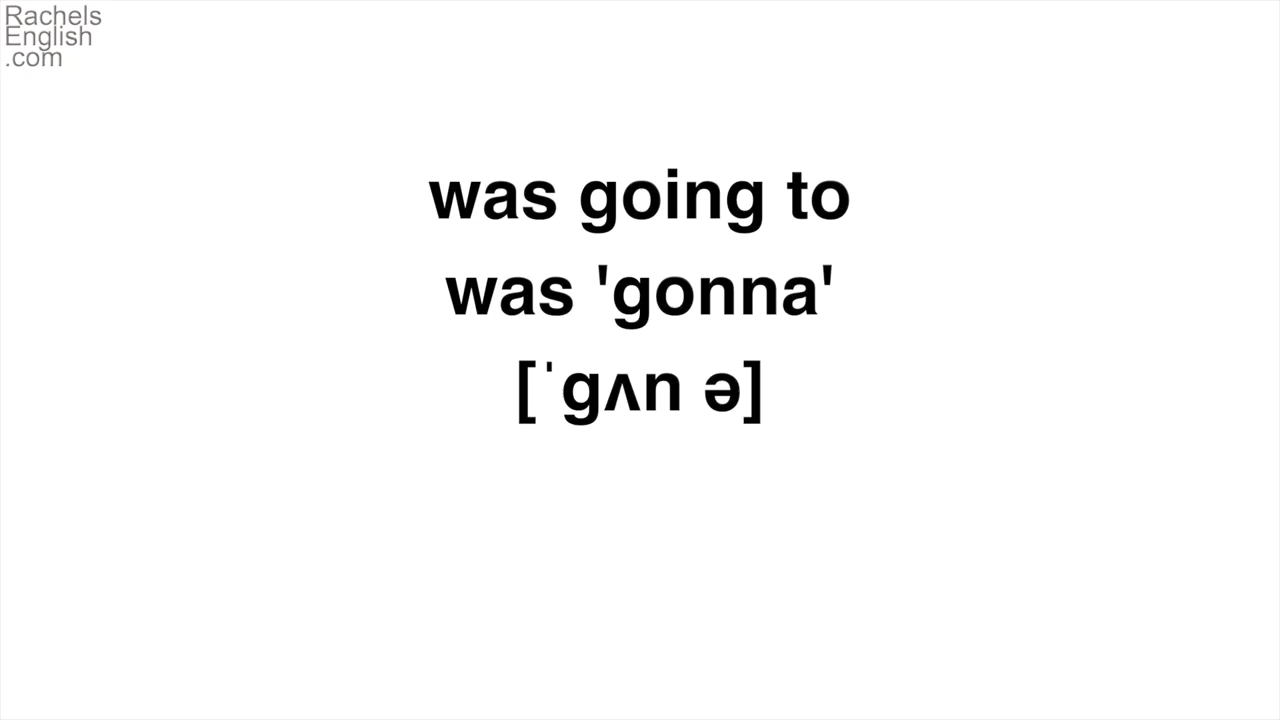 Rachels
English
.com
was going to
was 'gonna'
[ˈgʌn ə]